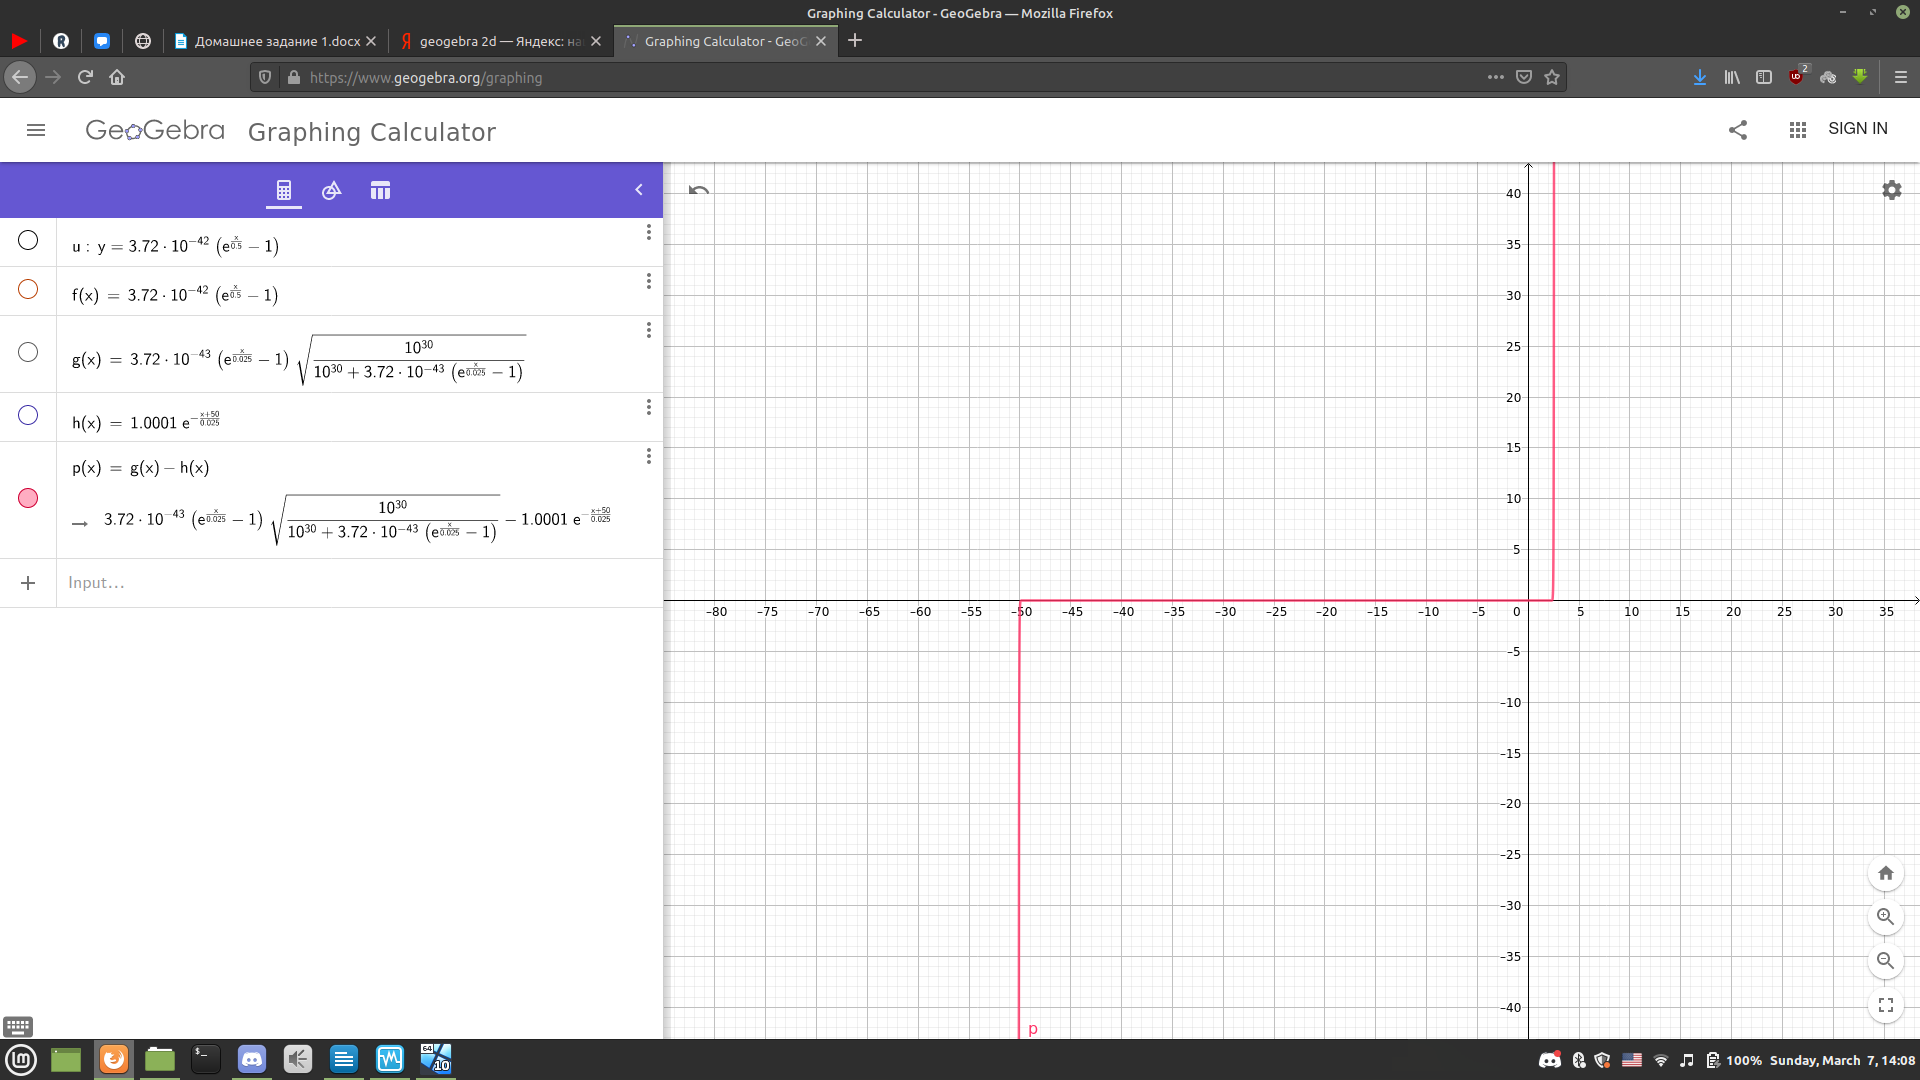 Graphing Calculator - GeoGebra — Mozilla Firefox
Домашнее задание 1.docx
geogebra 2d — Яндекс: на
Graphing Calculator - GeoG
https://www.geogebra.org/graphing
2
GeoGebra Graphing Calculator
SIGN IN
u : y = 3.72 · 10^−42 (e^(x/0.5) − 1)
f(x) = 3.72 · 10^−42 (e^(x/0.5) − 1)
g(x) = 3.72 · 10^−43 (e^(x/0.025) − 1) √(10^30 / (10^30 + 3.72 · 10^−43 (e^(x/0.025) − 1)))
h(x) = 1.0001 e^(−(x+50)/0.025)
p(x) = g(x) − h(x)
→ 3.72 · 10^−43 (e^(x/0.025) − 1) √(10^30 / (10^30 + 3.72 · 10^−43 (e^(x/0.025) − 1))) − 1.0001 e^(−(x+50)/0.025)
Input...
40
35
30
25
20
15
10
5
–80 –75 –70 –65 –60 –55 –50 –45 –40 –35 –30 –25 –20 –15 –10 –5 0 5 10 15 20 25 30 35
–5
–10
–15
–20
–25
–30
–35
–40
p
64
10
100% Sunday, March 7, 14:08